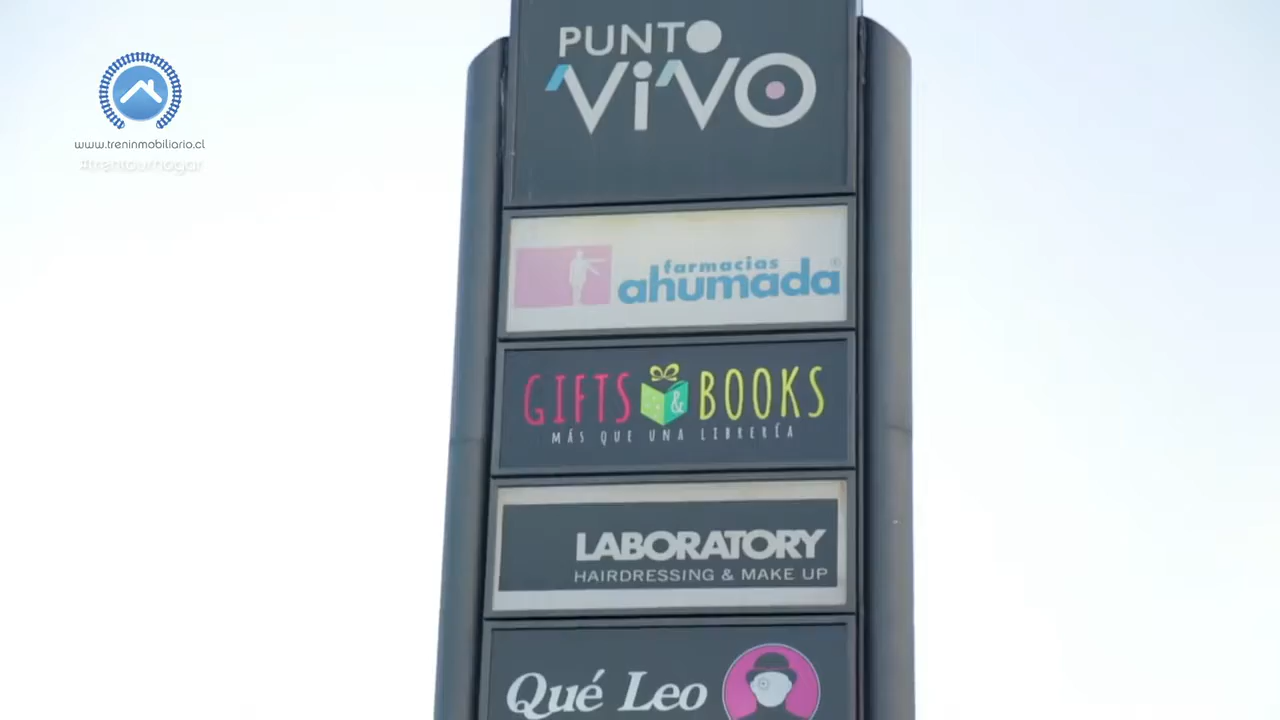 www.treninmobiliario.cl
#trentourhogar
PUNTO
VIVO
farmacias
ahumada®
GIFTS & BOOKS
MÁS QUE UNA LIBRERÍA
LABORATORY
HAIRDRESSING & MAKE UP
Qué Leo